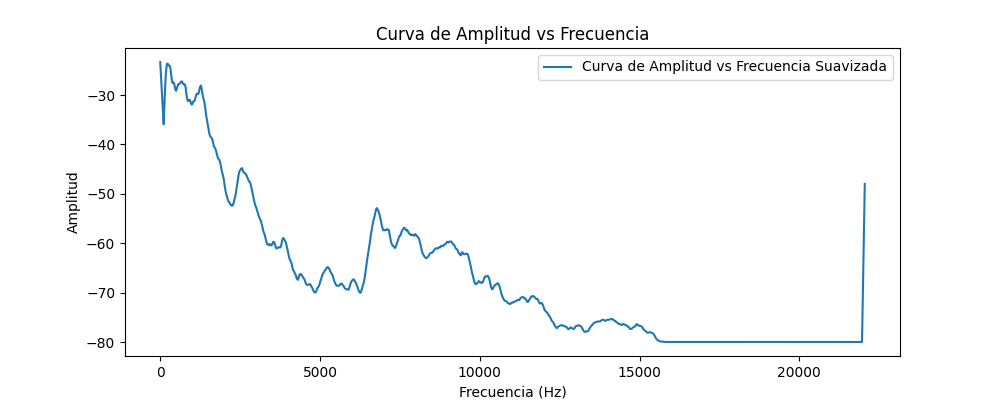 Curva de Amplitud vs Frecuencia
Curva de Amplitud vs Frecuencia Suavizada
Amplitud
−30
−40
−50
−60
−70
−80
0 5000 10000 15000 20000
Frecuencia (Hz)